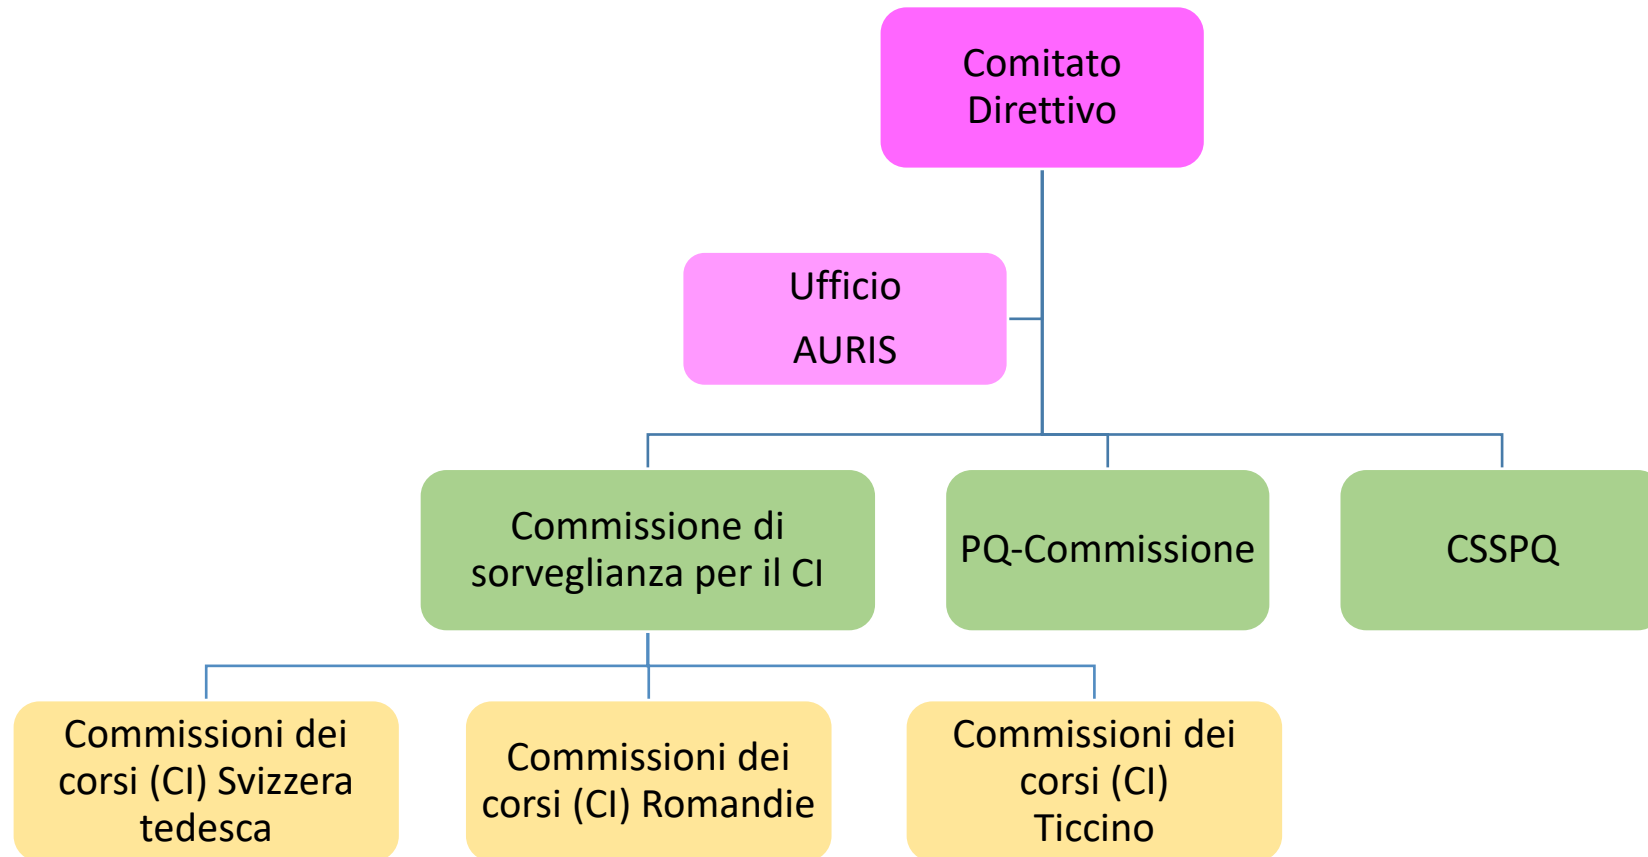 Comitato
Direttivo
Ufficio
AURIS
Commissione di
sorveglianza per il CI
PQ-Commissione
CSSPQ
Commissioni dei
corsi (CI) Svizzera
tedesca
Commissioni dei
corsi (CI) Romandie
Commissioni dei
corsi (CI)
Ticcino